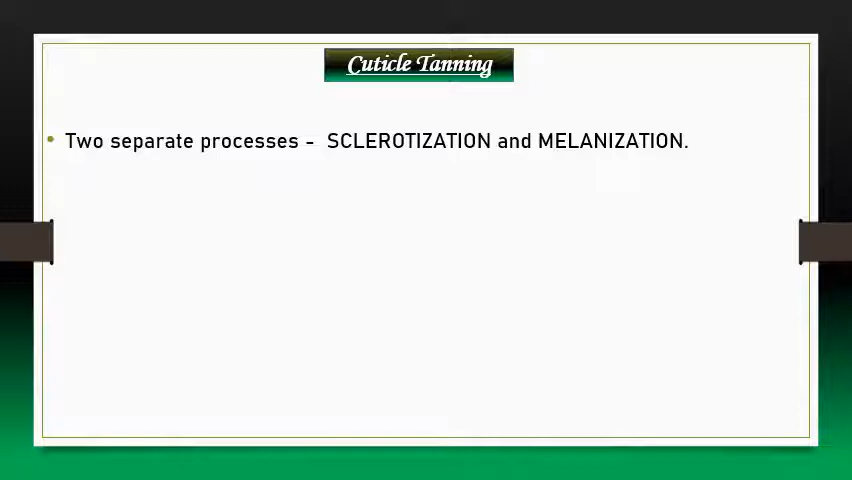 Cuticle Tanning
• Two separate processes - SCLEROTIZATION and MELANIZATION.